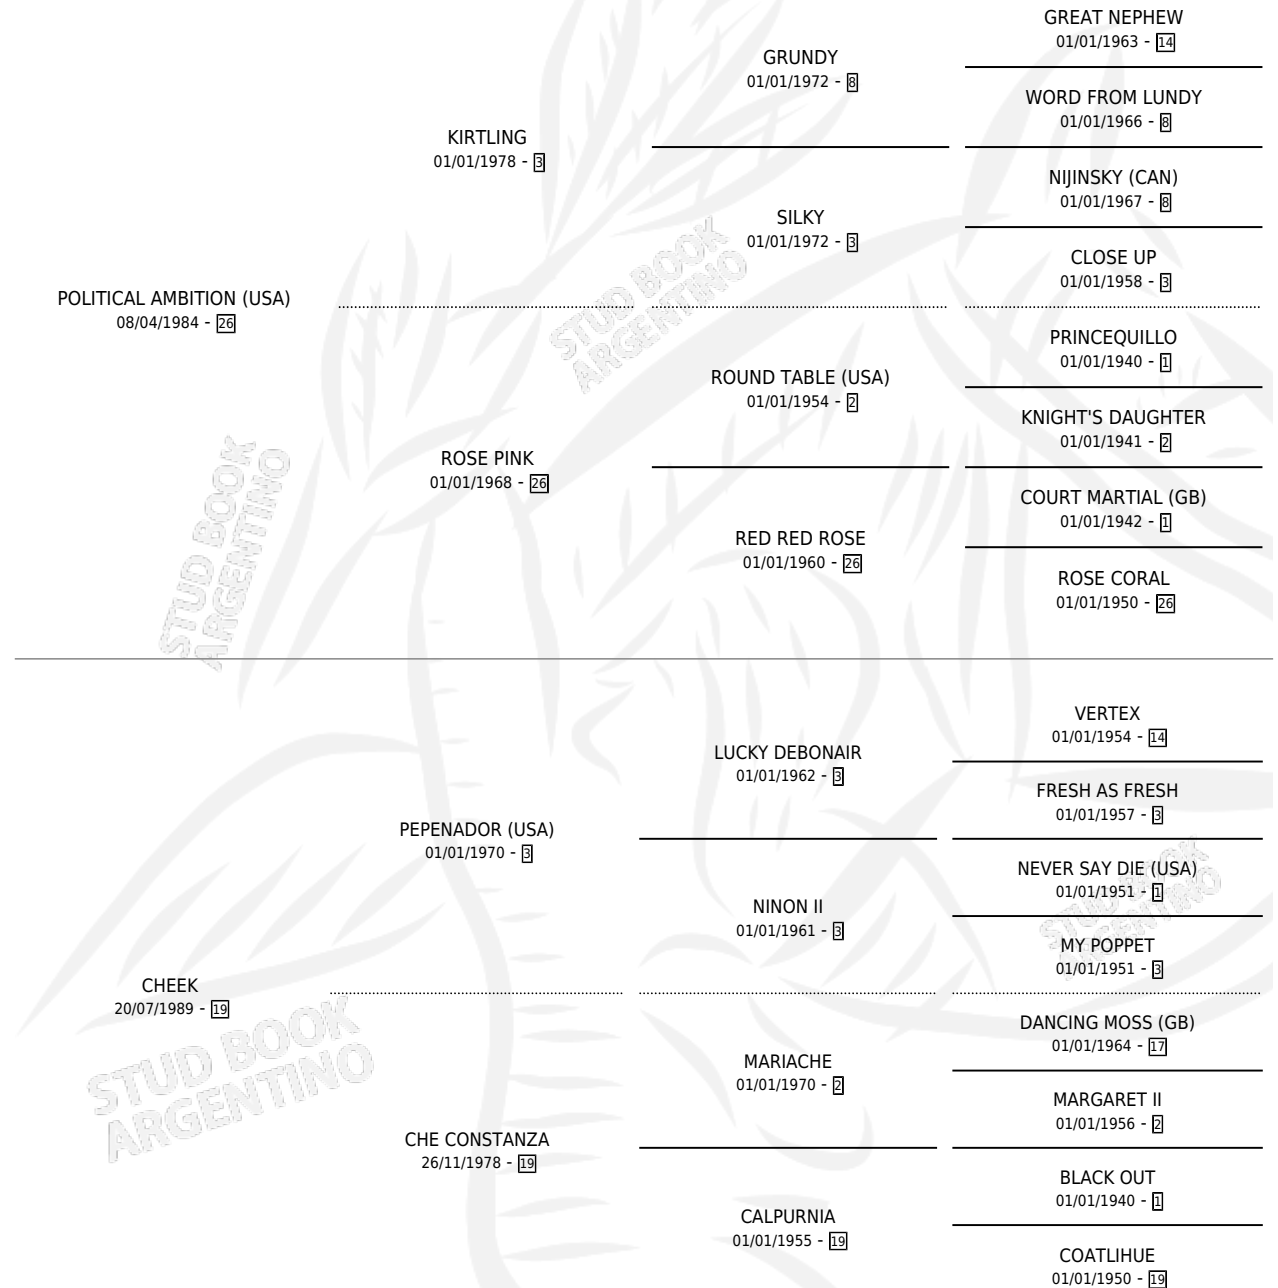 GREAT NEPHEW
01/01/1963 - 14
GRUNDY
01/01/1972 - 8
WORD FROM LUNDY
01/01/1966 - 8
KIRTLING
01/01/1978 - 3
NIJINSKY (CAN)
01/01/1967 - 8
SILKY
01/01/1972 - 3
CLOSE UP
01/01/1958 - 3
POLITICAL AMBITION (USA)
08/04/1984 - 26
PRINCEQUILLO
01/01/1940 - 1
ROUND TABLE (USA)
01/01/1954 - 2
KNIGHT'S DAUGHTER
01/01/1941 - 2
ROSE PINK
01/01/1968 - 26
COURT MARTIAL (GB)
01/01/1942 - 1
RED RED ROSE
01/01/1960 - 26
ROSE CORAL
01/01/1950 - 26
VERTEX
01/01/1954 - 14
LUCKY DEBONAIR
01/01/1962 - 3
FRESH AS FRESH
01/01/1957 - 3
PEPENADOR (USA)
01/01/1970 - 3
NEVER SAY DIE (USA)
01/01/1951 - 1
NINON II
01/01/1961 - 3
MY POPPET
01/01/1951 - 3
CHEEK
20/07/1989 - 19
DANCING MOSS (GB)
01/01/1964 - 17
MARIACHE
01/01/1970 - 2
MARGARET II
01/01/1956 - 2
CHE CONSTANZA
26/11/1978 - 19
BLACK OUT
01/01/1940 - 1
CALPURNIA
01/01/1955 - 19
COATLIHUE
01/01/1950 - 19
STUD BOOK
ARGENTINO
STUD BOOK
ARGENTINO
STUD BOOK
ARGENTINO
STUD BOOK
ARGENTINO